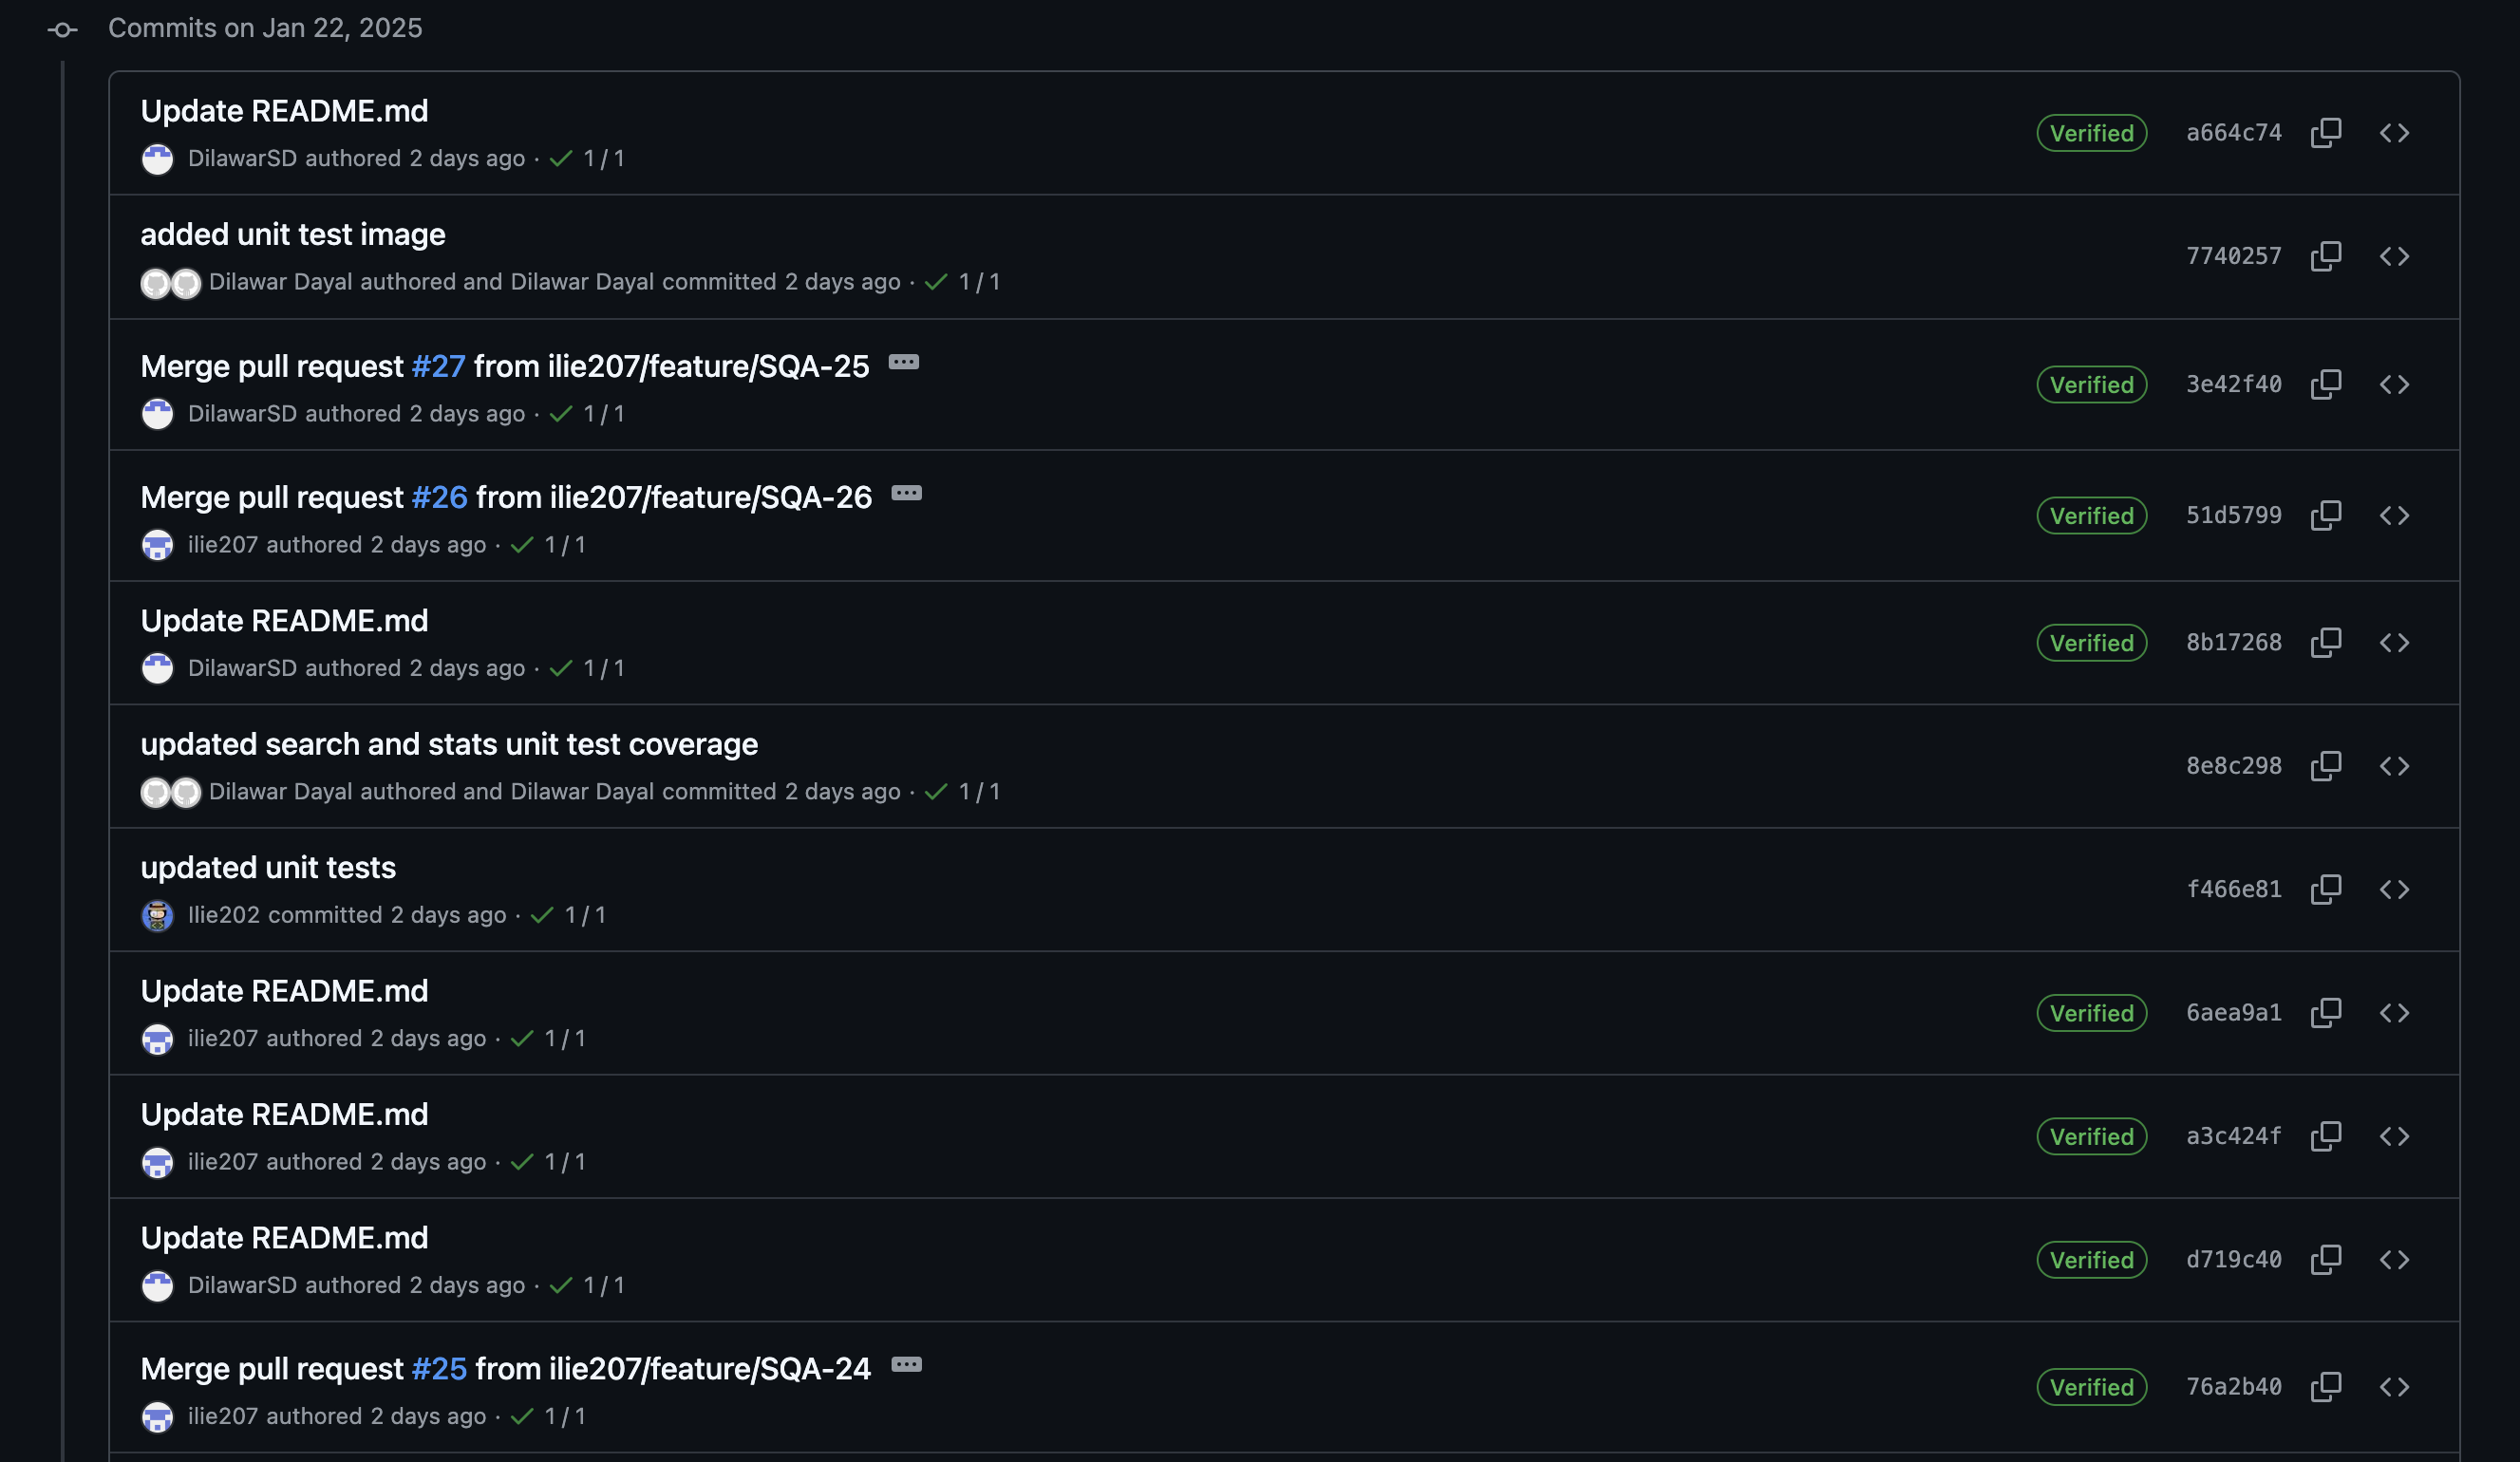 Commits on Jan 22, 2025
Update README.md
DilawarSD authored 2 days ago · 1 / 1
Verified a664c74
added unit test image
Dilawar Dayal authored and Dilawar Dayal committed 2 days ago · 1 / 1
7740257
Merge pull request #27 from ilie207/feature/SQA-25
DilawarSD authored 2 days ago · 1 / 1
Verified 3e42f40
Merge pull request #26 from ilie207/feature/SQA-26
ilie207 authored 2 days ago · 1 / 1
Verified 51d5799
Update README.md
DilawarSD authored 2 days ago · 1 / 1
Verified 8b17268
updated search and stats unit test coverage
Dilawar Dayal authored and Dilawar Dayal committed 2 days ago · 1 / 1
8e8c298
updated unit tests
Ilie202 committed 2 days ago · 1 / 1
f466e81
Update README.md
ilie207 authored 2 days ago · 1 / 1
Verified 6aea9a1
Update README.md
ilie207 authored 2 days ago · 1 / 1
Verified a3c424f
Update README.md
DilawarSD authored 2 days ago · 1 / 1
Verified d719c40
Merge pull request #25 from ilie207/feature/SQA-24
ilie207 authored 2 days ago · 1 / 1
Verified 76a2b40